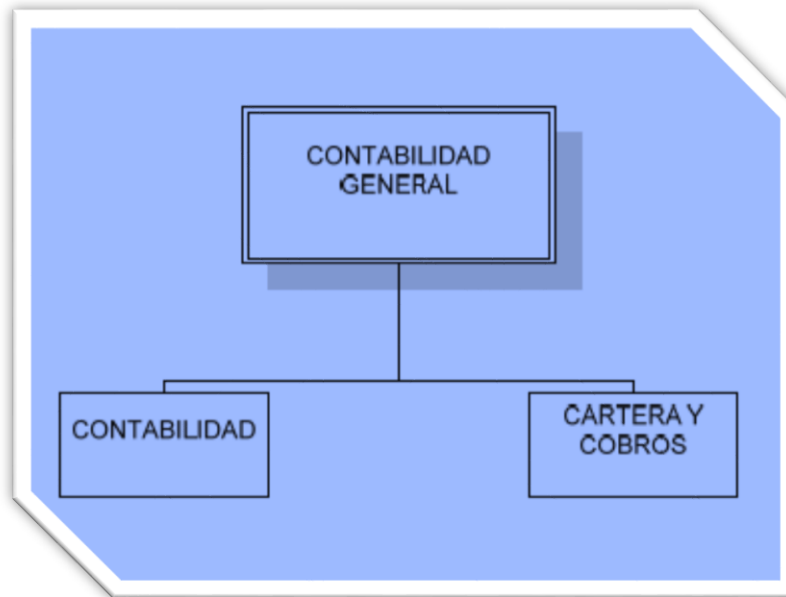 CONTABILIDAD
GENERAL
CONTABILIDAD
CARTERA Y
COBROS